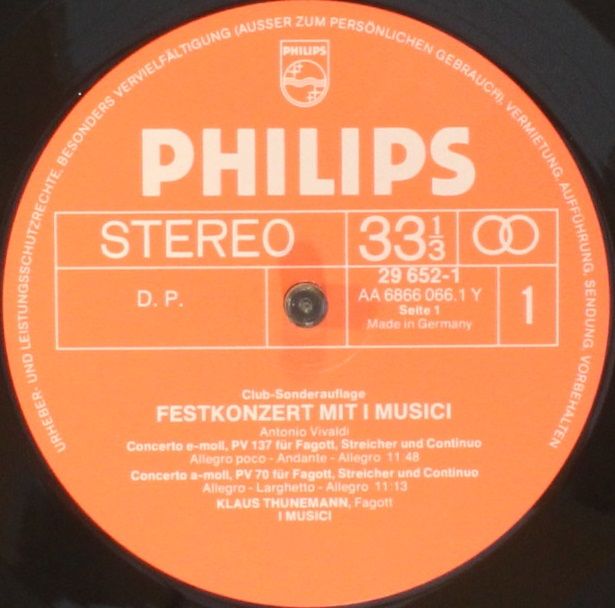 URHEBER- UND LEISTUNGSSCHUTZRECHTE, BESONDERS VERVIELFÄLTIGUNG (AUSSER ZUM PERSÖNLICHEN GEBRAUCH), VERMIETUNG, AUFFÜHRUNG, SENDUNG, VORBEHALTEN
PHILIPS
PHILIPS
STEREO
33 1/3
D. P.
29 652-1
AA 6866 066.1 Y
Seite 1
Made in Germany
1
Club-Sonderauflage
FESTKONZERT MIT I MUSICI
Antonio Vivaldi
Concerto e-moll, PV 137 für Fagott, Streicher und Continuo
Allegro poco - Andante - Allegro 11:48
Concerto a-moll, PV 70 für Fagott, Streicher und Continuo
Allegro - Larghetto - Allegro 11:13
KLAUS THUNEMANN, Fagott
I MUSICI